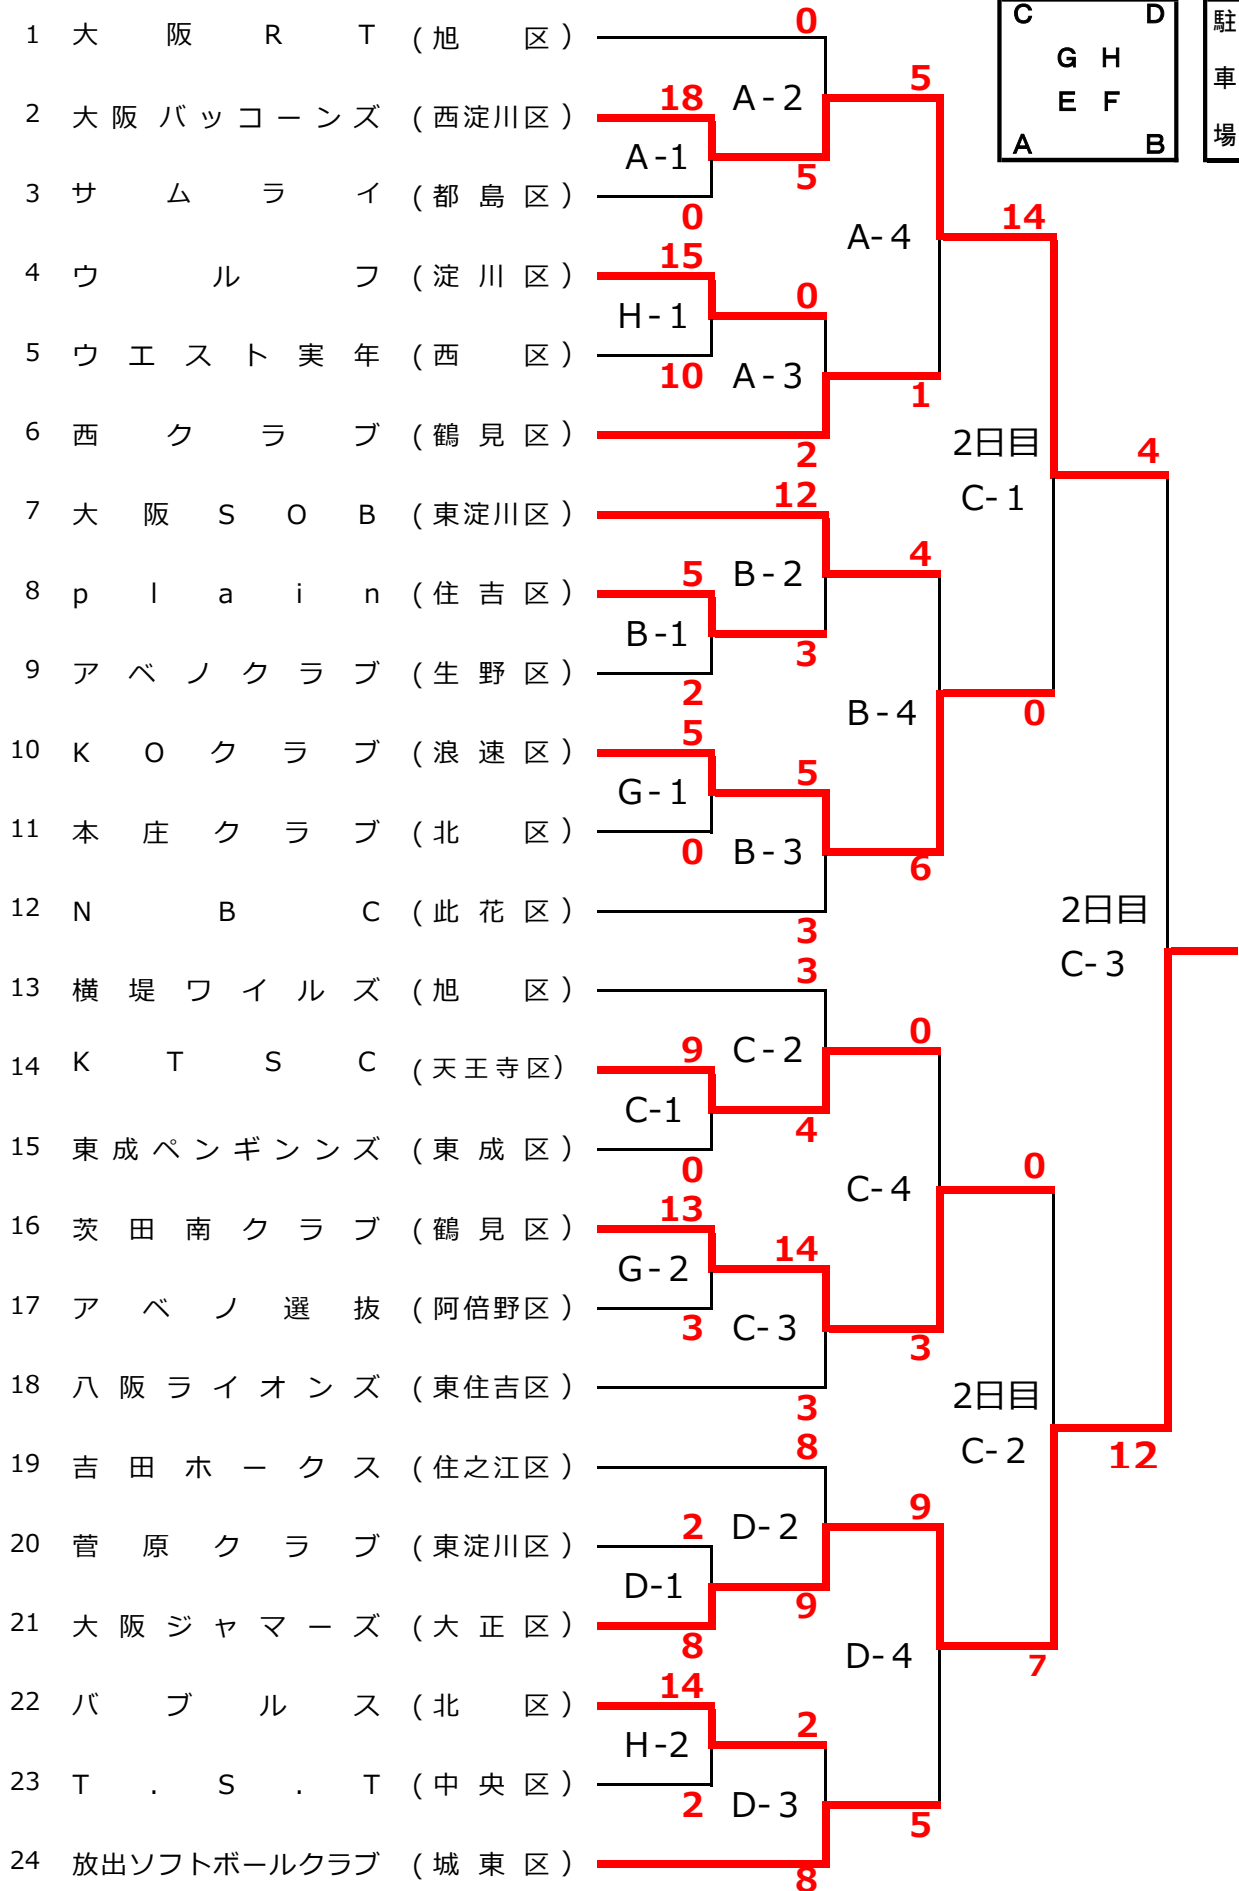 1 大阪RT (旭区)
2 大阪バッコーンズ (西淀川区)
3 サムライ (都島区)
4 ウルフ (淀川区)
5 ウエスト実年 (西区)
6 西クラブ (鶴見区)
7 大阪SOB (東淀川区)
8 plain (住吉区)
9 アベノクラブ (生野区)
10 KOクラブ (浪速区)
11 本庄クラブ (北区)
12 NBC (此花区)
13 横堤ワイルズ (旭区)
14 KTSC (天王寺区)
15 東成ペンギンンズ (東成区)
16 茨田南クラブ (鶴見区)
17 アベノ選抜 (阿倍野区)
18 八阪ライオンズ (東住吉区)
19 吉田ホークス (住之江区)
20 菅原クラブ (東淀川区)
21 大阪ジャマーズ (大正区)
22 バブルス (北区)
23 T.S.T (中央区)
24 放出ソフトボールクラブ (城東区)
18
A-1
0
15
H-1
10
5
B-1
2
5
G-1
0
9
C-1
0
13
G-2
3
2
D-1
8
14
H-2
2
0
A-2
5
0
A-3
2
12
B-2
3
5
B-3
3
3
C-2
4
14
C-3
3
8
D-2
9
2
D-3
8
5
A-4
1
4
B-4
6
0
C-4
3
9
D-4
5
14
2日目
C-1
0
0
2日目
C-2
7
4
2日目
C-3
12
C D
G H
E F
A B
駐
車
場